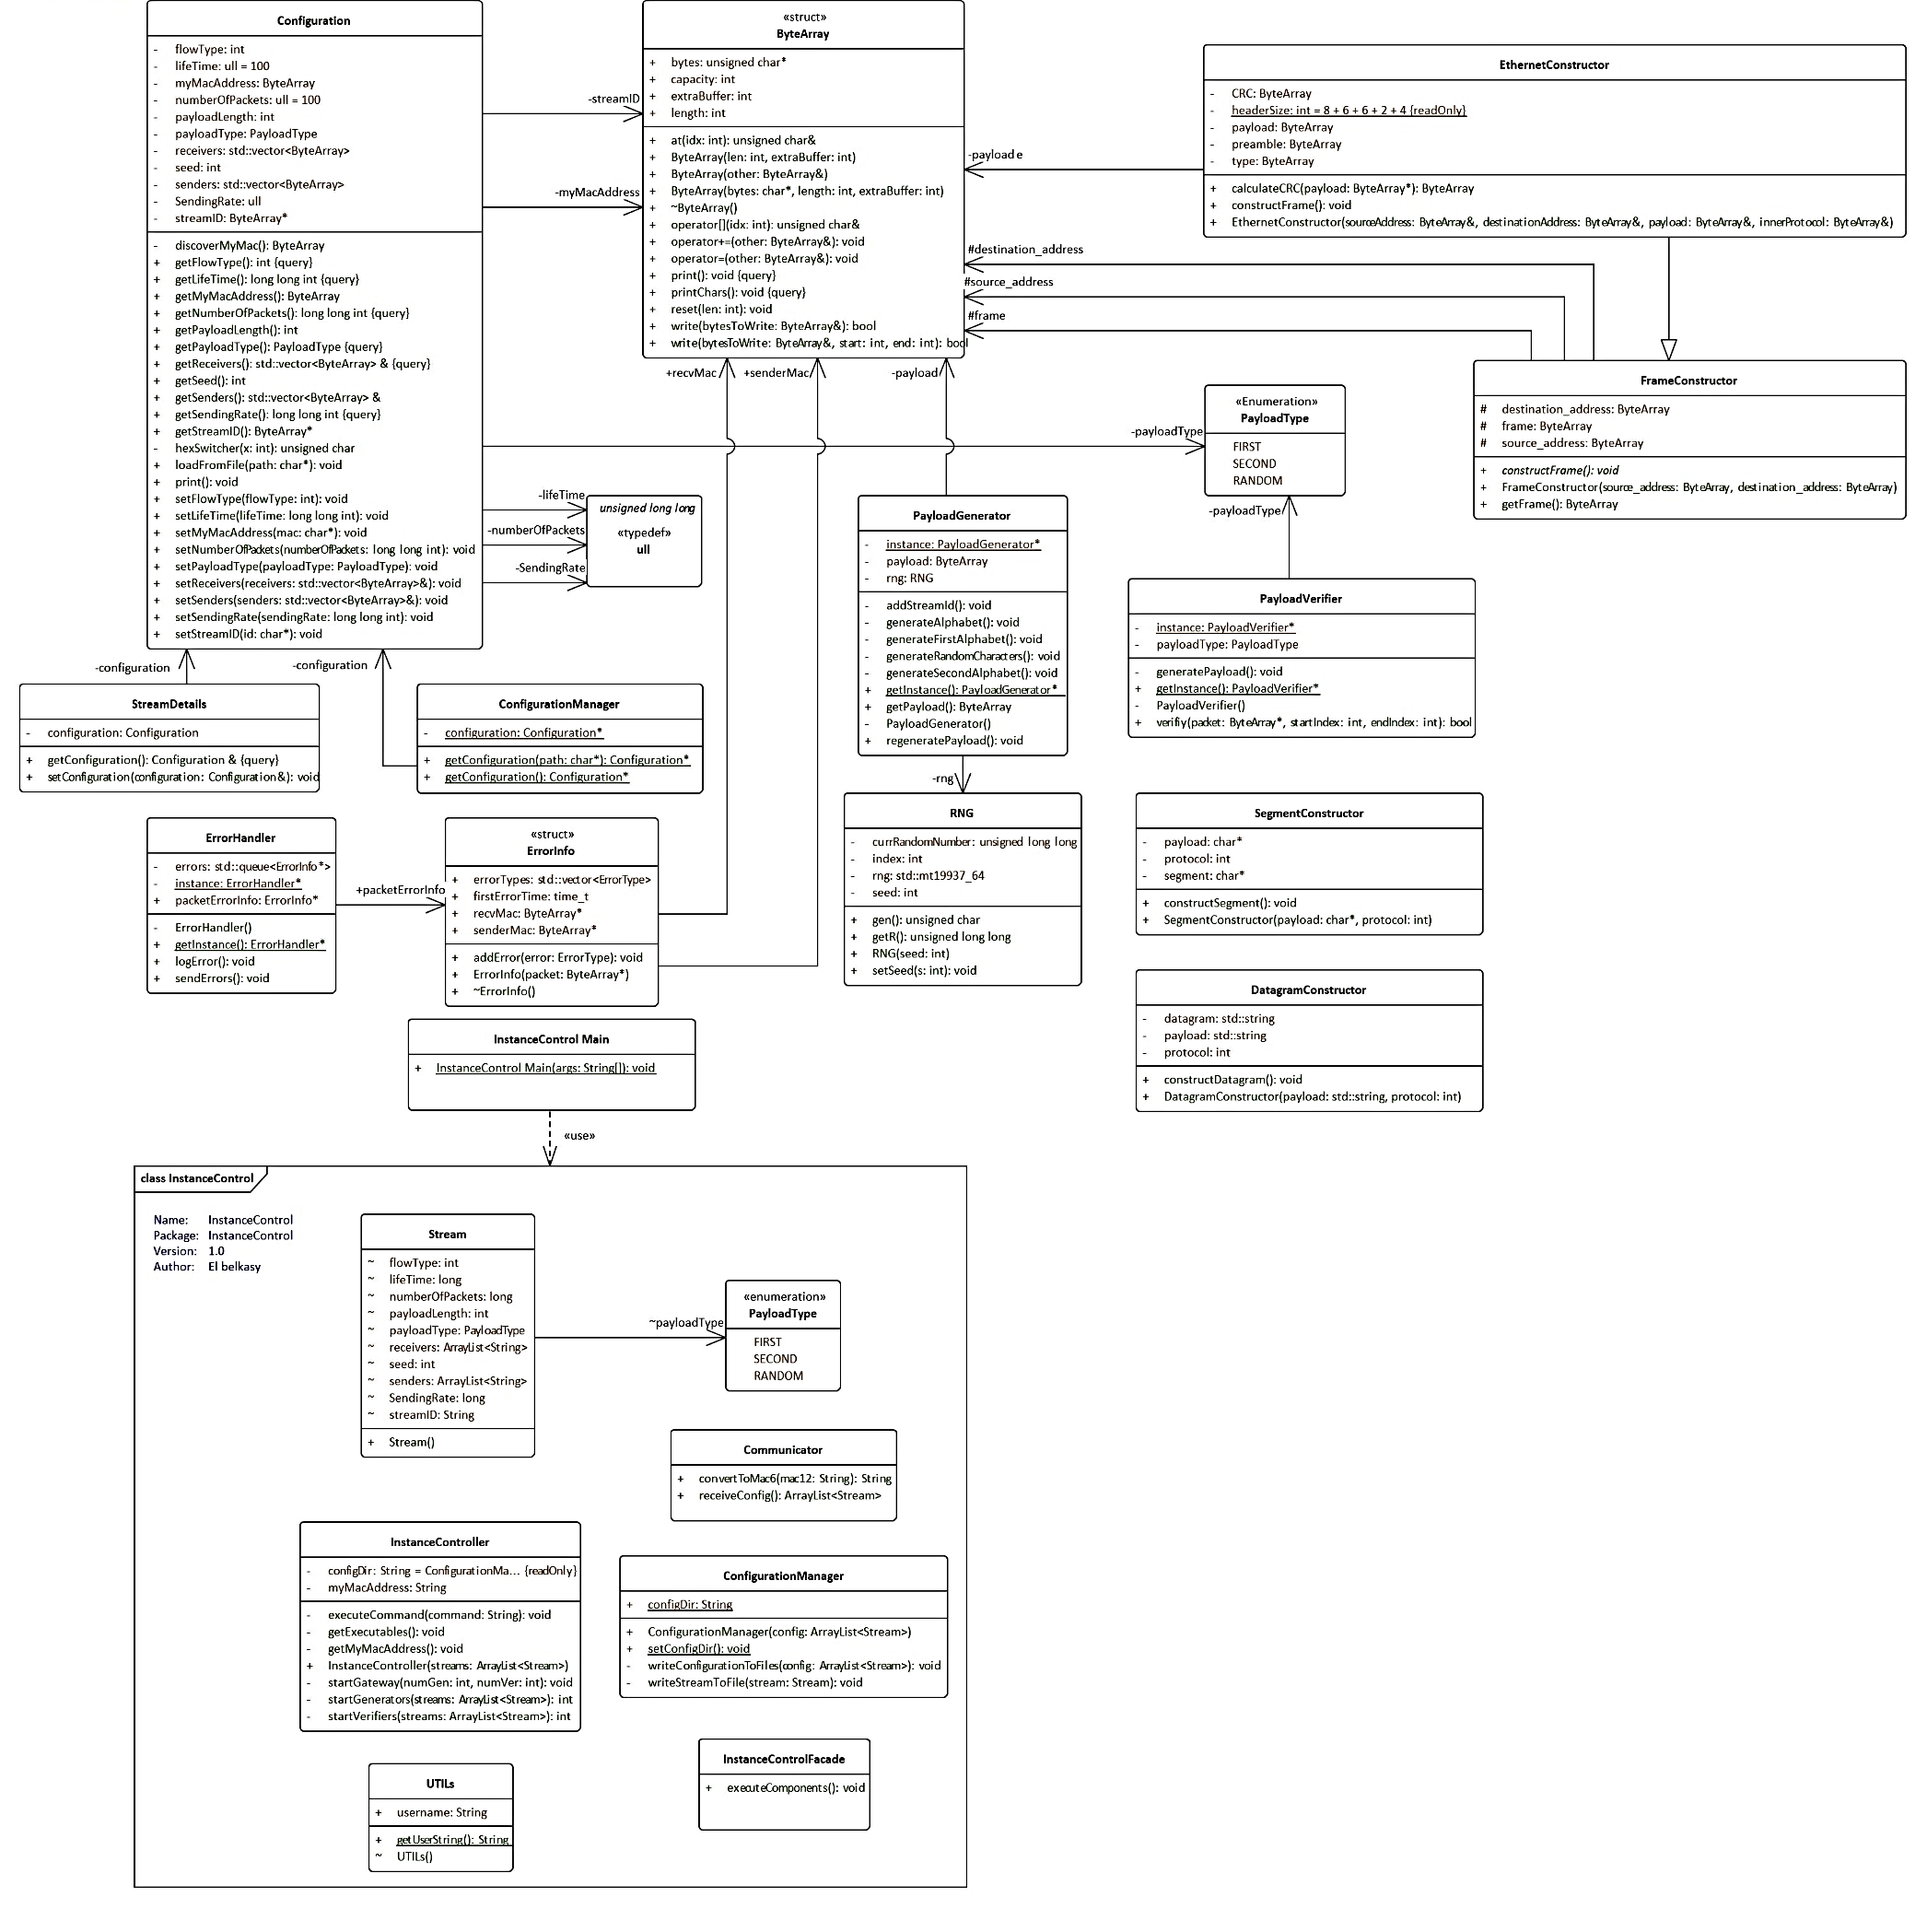 Configuration
- flowType: int
- lifeTime: ull = 100
- myMacAddress: ByteArray
- numberOfPackets: ull = 100
- payloadLength: int
- payloadType: PayloadType
- receivers: std::vector<ByteArray>
- seed: int
- senders: std::vector<ByteArray>
- SendingRate: ull
- streamID: ByteArray*
- discoverMyMac(): ByteArray
+ getFlowType(): int {query}
+ getLifeTime(): long long int {query}
+ getMyMacAddress(): ByteArray
+ getNumberOfPackets(): long long int {query}
+ getPayloadLength(): int
+ getPayloadType(): PayloadType {query}
+ getReceivers(): std::vector<ByteArray> & {query}
+ getSeed(): int
+ getSenders(): std::vector<ByteArray> &
+ getSendingRate(): long long int {query}
+ getStreamID(): ByteArray*
- hexSwitcher(x: int): unsigned char
+ loadFromFile(path: char*): void
+ print(): void
+ setFlowType(flowType: int): void
+ setLifeTime(lifeTime: long long int): void
+ setMyMacAddress(mac: char*): void
+ setNumberOfPackets(numberOfPackets: long long int): void
+ setPayloadType(payloadType: PayloadType): void
+ setReceivers(receivers: std::vector<ByteArray>&): void
+ setSenders(senders: std::vector<ByteArray>&): void
+ setSendingRate(sendingRate: long long int): void
+ setStreamID(id: char*): void
-streamID
-myMacAddress
«struct»
ByteArray
+ bytes: unsigned char*
+ capacity: int
+ extraBuffer: int
+ length: int
+ at(idx: int): unsigned char&
+ ByteArray(len: int, extraBuffer: int)
+ ByteArray(other: ByteArray&)
+ ByteArray(bytes: char*, length: int, extraBuffer: int)
+ ~ByteArray()
+ operator[](idx: int): unsigned char&
+ operator+=(other: ByteArray&): void
+ operator=(other: ByteArray&): void
+ print(): void {query}
+ printChars(): void {query}
+ reset(len: int): void
+ write(bytesToWrite: ByteArray&): bool
+ write(bytesToWrite: ByteArray&, start: int, end: int): bool
-payload e
#destination_address
#source_address
#frame
EthernetConstructor
- CRC: ByteArray
- headerSize: int = 8 + 6 + 6 + 2 + 4 {readOnly}
- payload: ByteArray
- preamble: ByteArray
- type: ByteArray
+ calculateCRC(payload: ByteArray*): ByteArray
+ constructFrame(): void
+ EthernetConstructor(sourceAddress: ByteArray&, destinationAddress: ByteArray&, payload: ByteArray&, innerProtocol: ByteArray&)
FrameConstructor
# destination_address: ByteArray
# frame: ByteArray
# source_address: ByteArray
+ constructFrame(): void
+ FrameConstructor(source_address: ByteArray, destination_address: ByteArray)
+ getFrame(): ByteArray
+recvMac
+senderMac
-payload
-payloadType
«Enumeration»
PayloadType
FIRST
SECOND
RANDOM
-payloadType
-lifeTime
-numberOfPackets
-SendingRate
unsigned long long
«typedef»
ull
PayloadGenerator
- instance: PayloadGenerator*
- payload: ByteArray
- rng: RNG
- addStreamId(): void
- generateAlphabet(): void
- generateFirstAlphabet(): void
- generateRandomCharacters(): void
- generateSecondAlphabet(): void
+ getInstance(): PayloadGenerator*
+ getPayload(): ByteArray
- PayloadGenerator()
+ regeneratePayload(): void
PayloadVerifier
- instance: PayloadVerifier*
- payloadType: PayloadType
- generatePayload(): void
+ getInstance(): PayloadVerifier*
- PayloadVerifier()
+ verifiy(packet: ByteArray*, startIndex: int, endIndex: int): bool
-configuration
-configuration
StreamDetails
- configuration: Configuration
+ getConfiguration(): Configuration & {query}
+ setConfiguration(configuration: Configuration&): void
ConfigurationManager
- configuration: Configuration*
+ getConfiguration(path: char*): Configuration*
+ getConfiguration(): Configuration*
-rng
RNG
- currRandomNumber: unsigned long long
- index: int
- rng: std::mt19937_64
- seed: int
+ gen(): unsigned char
+ getR(): unsigned long long
+ RNG(seed: int)
+ setSeed(s: int): void
SegmentConstructor
- payload: char*
- protocol: int
- segment: char*
+ constructSegment(): void
+ SegmentConstructor(payload: char*, protocol: int)
ErrorHandler
- errors: std::queue<ErrorInfo*>
- instance: ErrorHandler*
+ packetErrorInfo: ErrorInfo*
- ErrorHandler()
+ getInstance(): ErrorHandler*
+ logError(): void
+ sendErrors(): void
+packetErrorInfo
«struct»
ErrorInfo
+ errorTypes: std::vector<ErrorType>
+ firstErrorTime: time_t
+ recvMac: ByteArray*
+ senderMac: ByteArray*
+ addError(error: ErrorType): void
+ ErrorInfo(packet: ByteArray*)
+ ~ErrorInfo()
DatagramConstructor
- datagram: std::string
- payload: std::string
- protocol: int
+ constructDatagram(): void
+ DatagramConstructor(payload: std::string, protocol: int)
InstanceControl Main
+ InstanceControl Main(args: String[]): void
«use»
class InstanceControl
Name: InstanceControl
Package: InstanceControl
Version: 1.0
Author: El belkasy
Stream
~ flowType: int
~ lifeTime: long
~ numberOfPackets: long
~ payloadLength: int
~ payloadType: PayloadType
~ receivers: ArrayList<String>
~ seed: int
~ senders: ArrayList<String>
~ SendingRate: long
~ streamID: String
+ Stream()
~payloadType
«enumeration»
PayloadType
FIRST
SECOND
RANDOM
Communicator
+ convertToMac6(mac12: String): String
+ receiveConfig(): ArrayList<Stream>
InstanceController
- configDir: String = ConfigurationMa... {readOnly}
- myMacAddress: String
- executeCommand(command: String): void
- getExecutables(): void
- getMyMacAddress(): void
+ InstanceController(streams: ArrayList<Stream>)
- startGateway(numGen: int, numVer: int): void
- startGenerators(streams: ArrayList<Stream>): int
- startVerifiers(streams: ArrayList<Stream>): int
ConfigurationManager
+ configDir: String
+ ConfigurationManager(config: ArrayList<Stream>)
+ setConfigDir(): void
- writeConfigurationToFiles(config: ArrayList<Stream>): void
- writeStreamToFile(stream: Stream): void
InstanceControlFacade
+ executeComponents(): void
UTILs
+ username: String
+ getUserString(): String
~ UTILs()